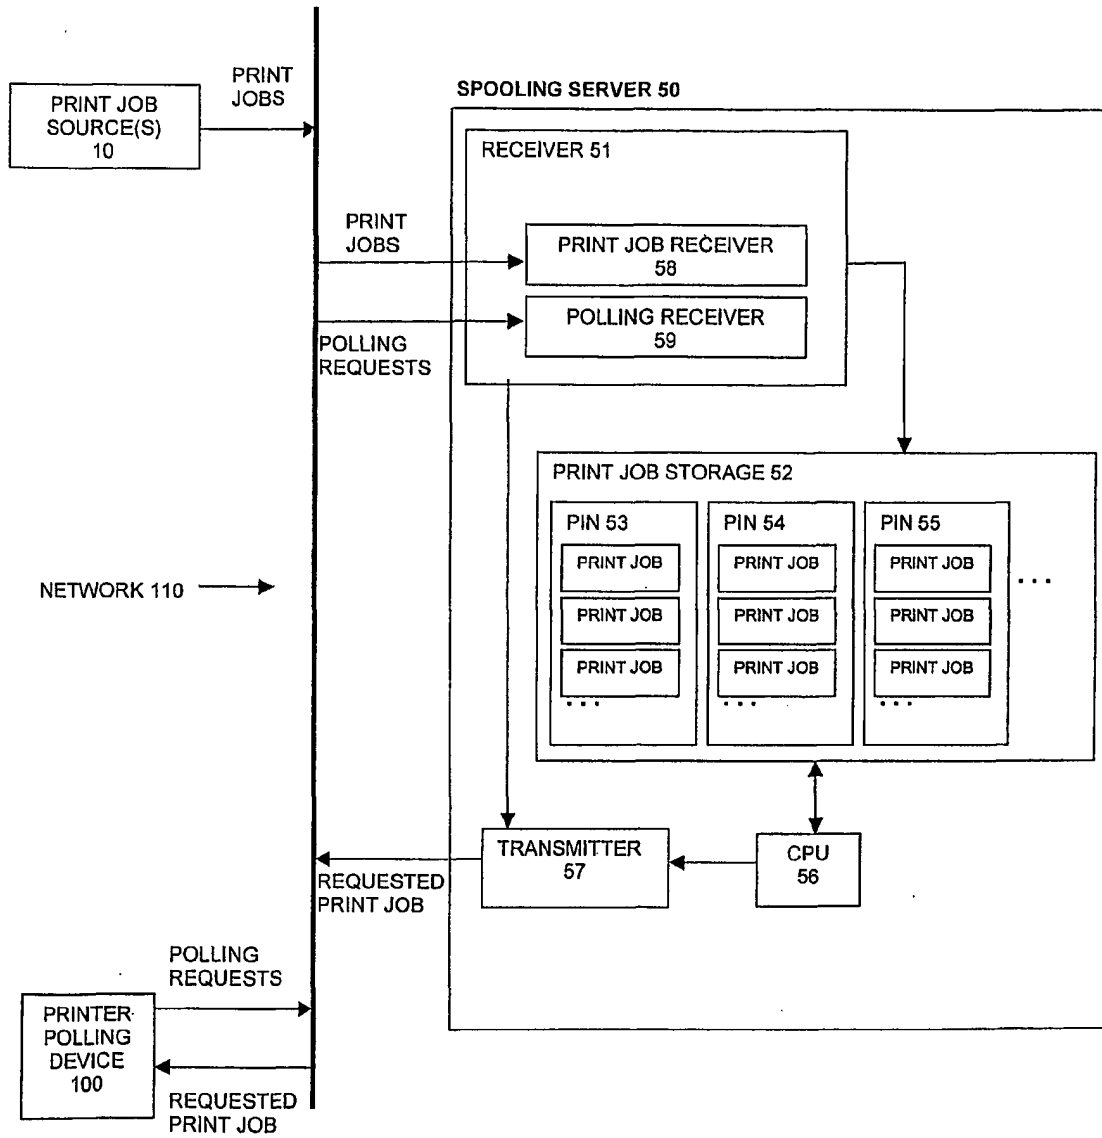 PRINT
JOBS
PRINT JOB
SOURCE(S)
10
SPOOLING SERVER 50
RECEIVER 51
PRINT
JOBS
PRINT JOB RECEIVER
58
POLLING RECEIVER
59
POLLING
REQUESTS
PRINT JOB STORAGE 52
PIN 53
PRINT JOB
PRINT JOB
PRINT JOB
...
PIN 54
PRINT JOB
PRINT JOB
PRINT JOB
...
PIN 55
PRINT JOB
PRINT JOB
PRINT JOB
...
...
NETWORK 110
TRANSMITTER
57
CPU
56
REQUESTED
PRINT JOB
POLLING
REQUESTS
PRINTER
POLLING
DEVICE
100
REQUESTED
PRINT JOB